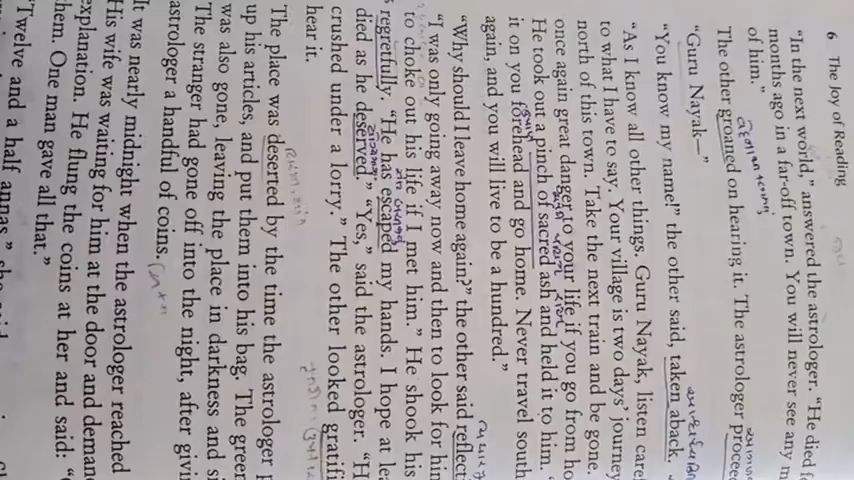 6 The Joy of Reading
"In the next world," answered the astrologer. "He died f
months ago in a far-off town. You will never see any m
of him."
The other groaned on hearing it. The astrologer procee
"Guru Nayak—"
"You know my name!" the other said, taken aback.
"As I know all other things. Guru Nayak, listen care
to what I have to say. Your village is two days' journey
north of this town. Take the next train and be gone.
once again great danger to your life if you go from ho
He took out a pinch of sacred ash and held it to him.
it on you forehead and go home. Never travel south
again, and you will live to be a hundred."
"Why should I leave home again?" the other said reflect
"I was only going away now and then to look for him
to choke out his life if I met him." He shook his
regretfully. "He has escaped my hands. I hope at lea
died as he deserved." "Yes," said the astrologer. "H
crushed under a lorry." The other looked gratifi
hear it.
The place was deserted by the time the astrologer p
up his articles, and put them into his bag. The green
was also gone, leaving the place in darkness and si
The stranger had gone off into the night, after givi
astrologer a handful of coins.
It was nearly midnight when the astrologer reached
His wife was waiting for him at the door and deman
explanation. He flung the coins at her and said: "
them. One man gave all that."
"Twelve and a half annas," she said